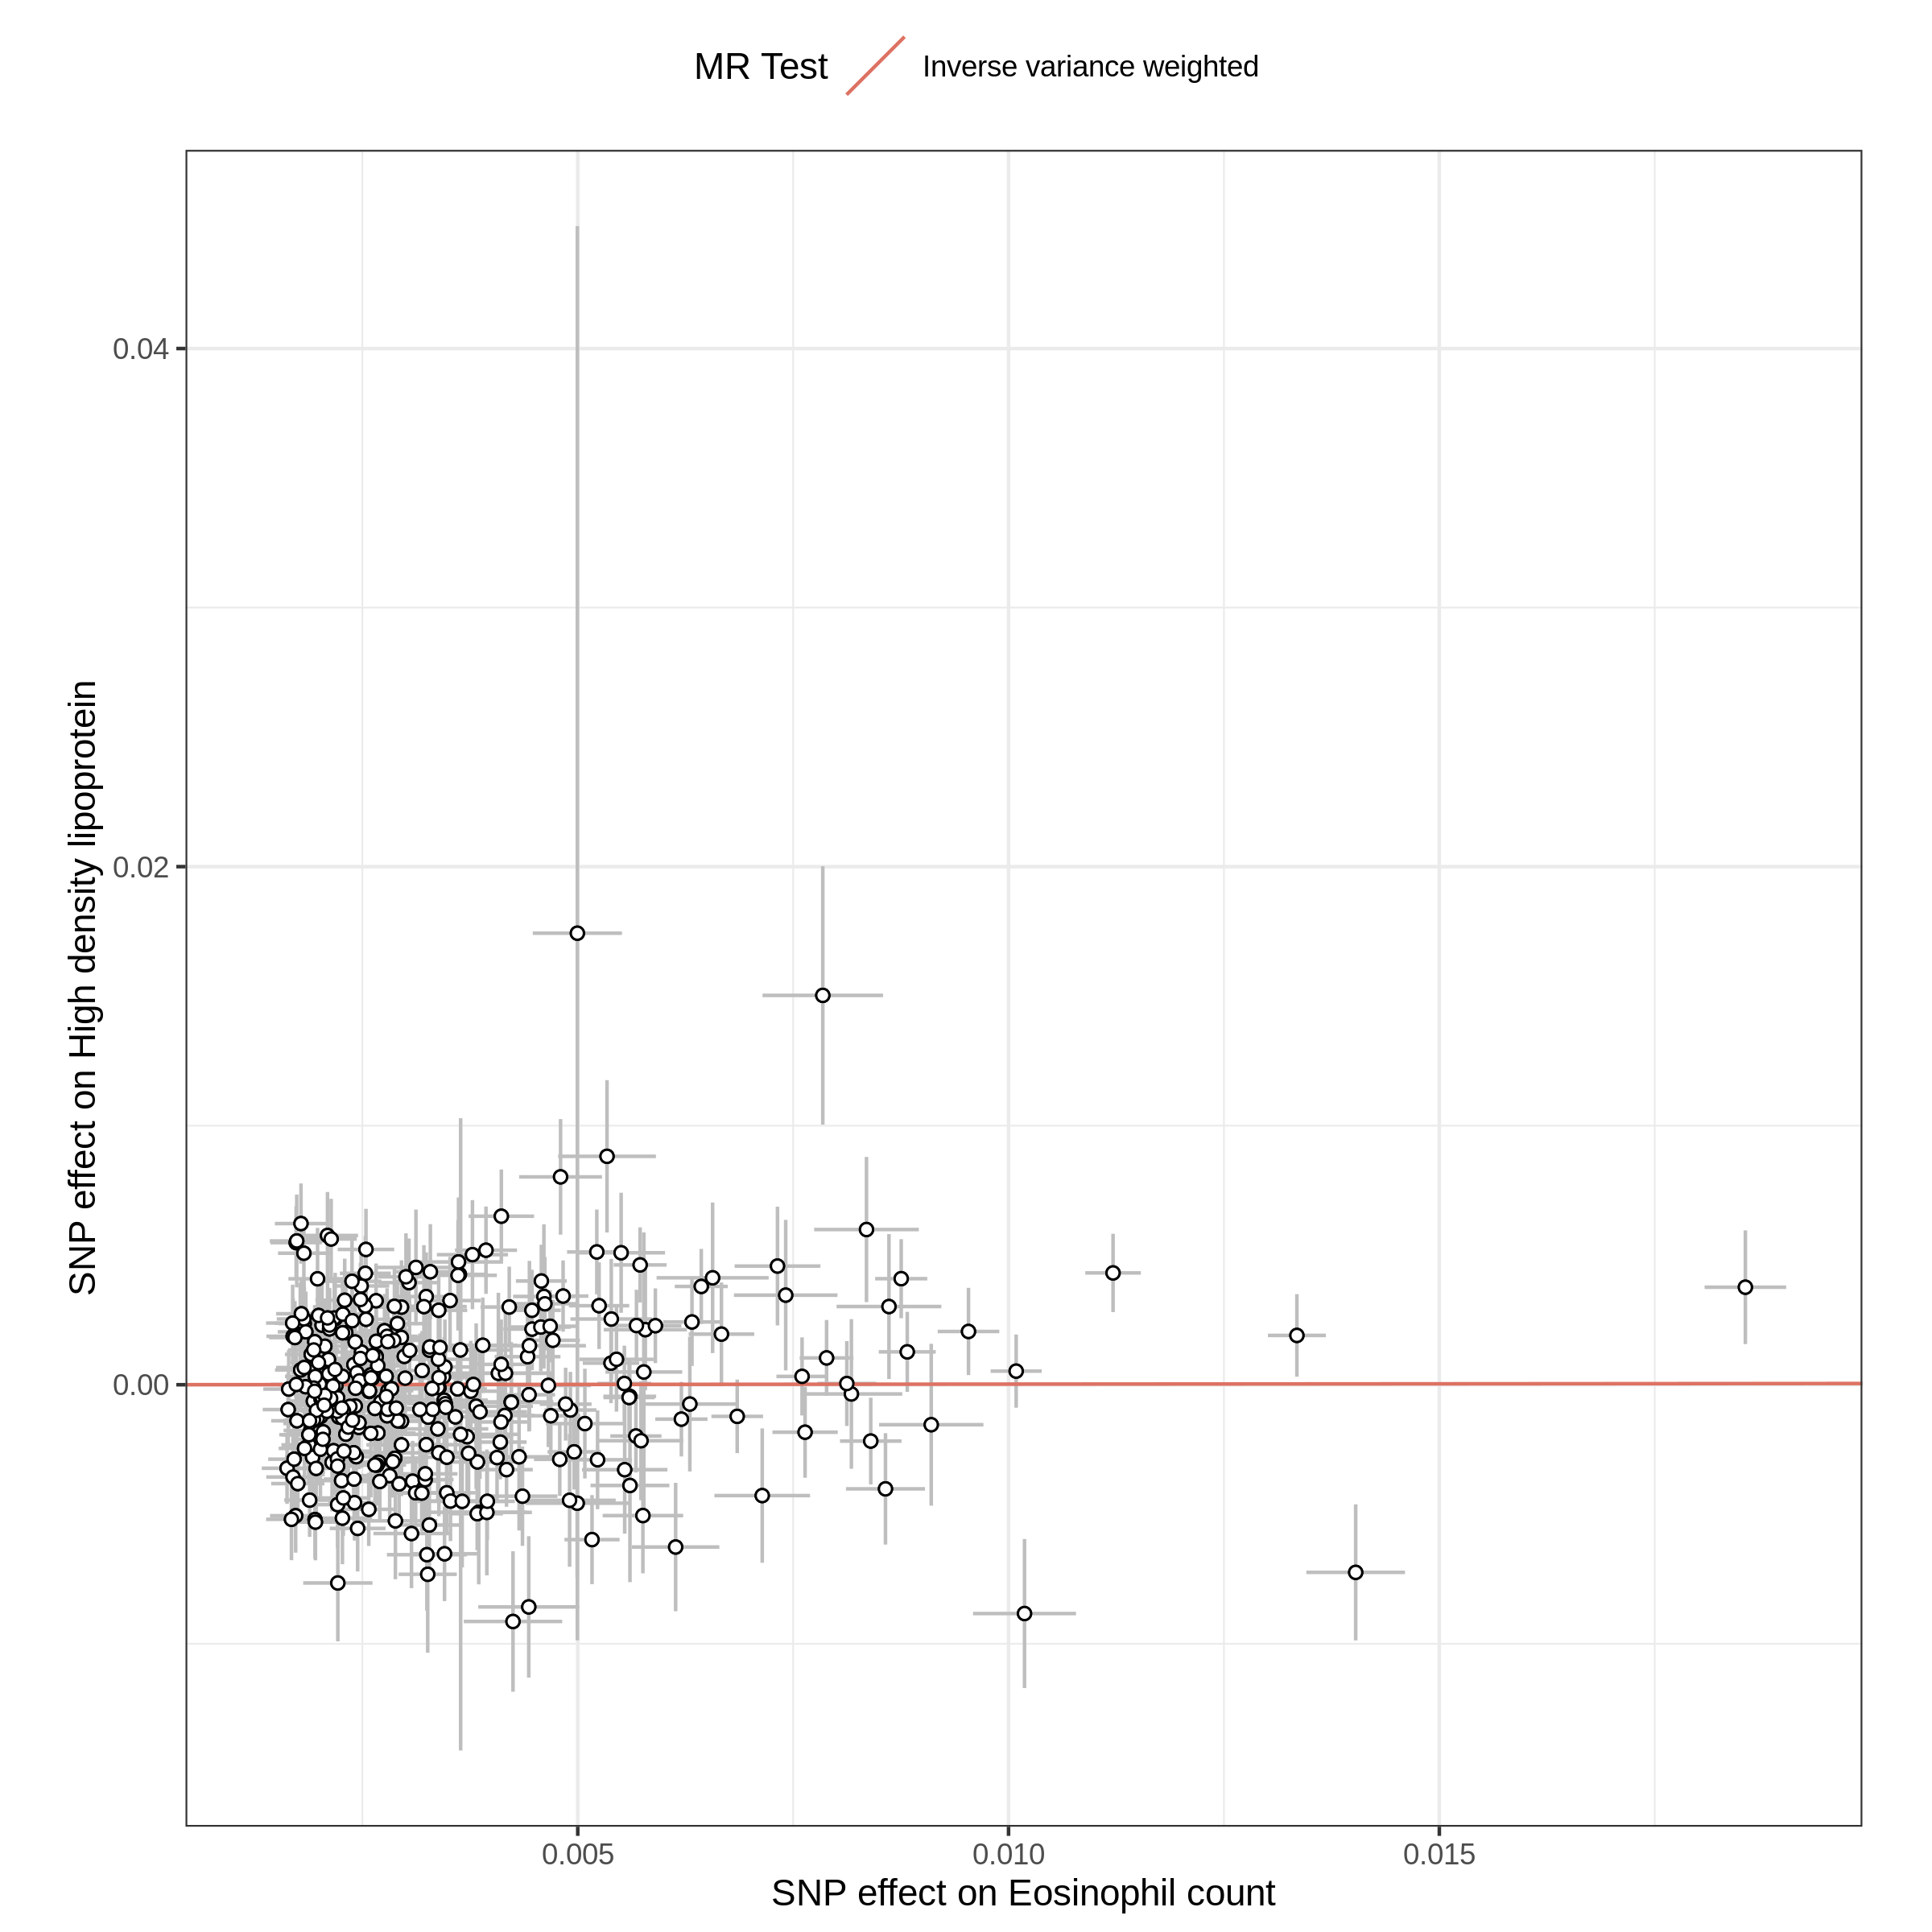 MR Test
Inverse variance weighted
SNP effect on High density lipoprotein
0.04
0.02
0.00
0.005
0.010
0.015
SNP effect on Eosinophil count